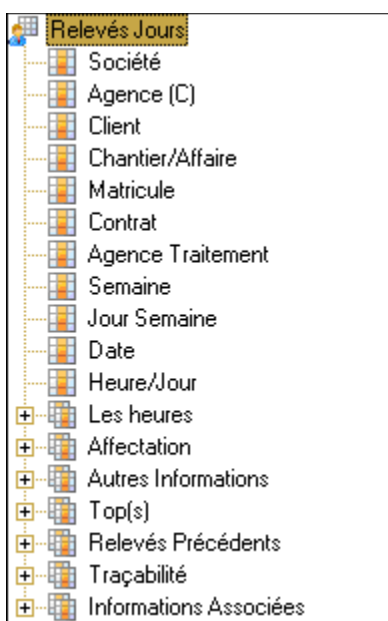 Relevés Jours
Société
Agence (C)
Client
Chantier/Affaire
Matricule
Contrat
Agence Traitement
Semaine
Jour Semaine
Date
Heure/Jour
Les heures
Affectation
Autres Informations
Top(s)
Relevés Précédents
Traçabilité
Informations Associées